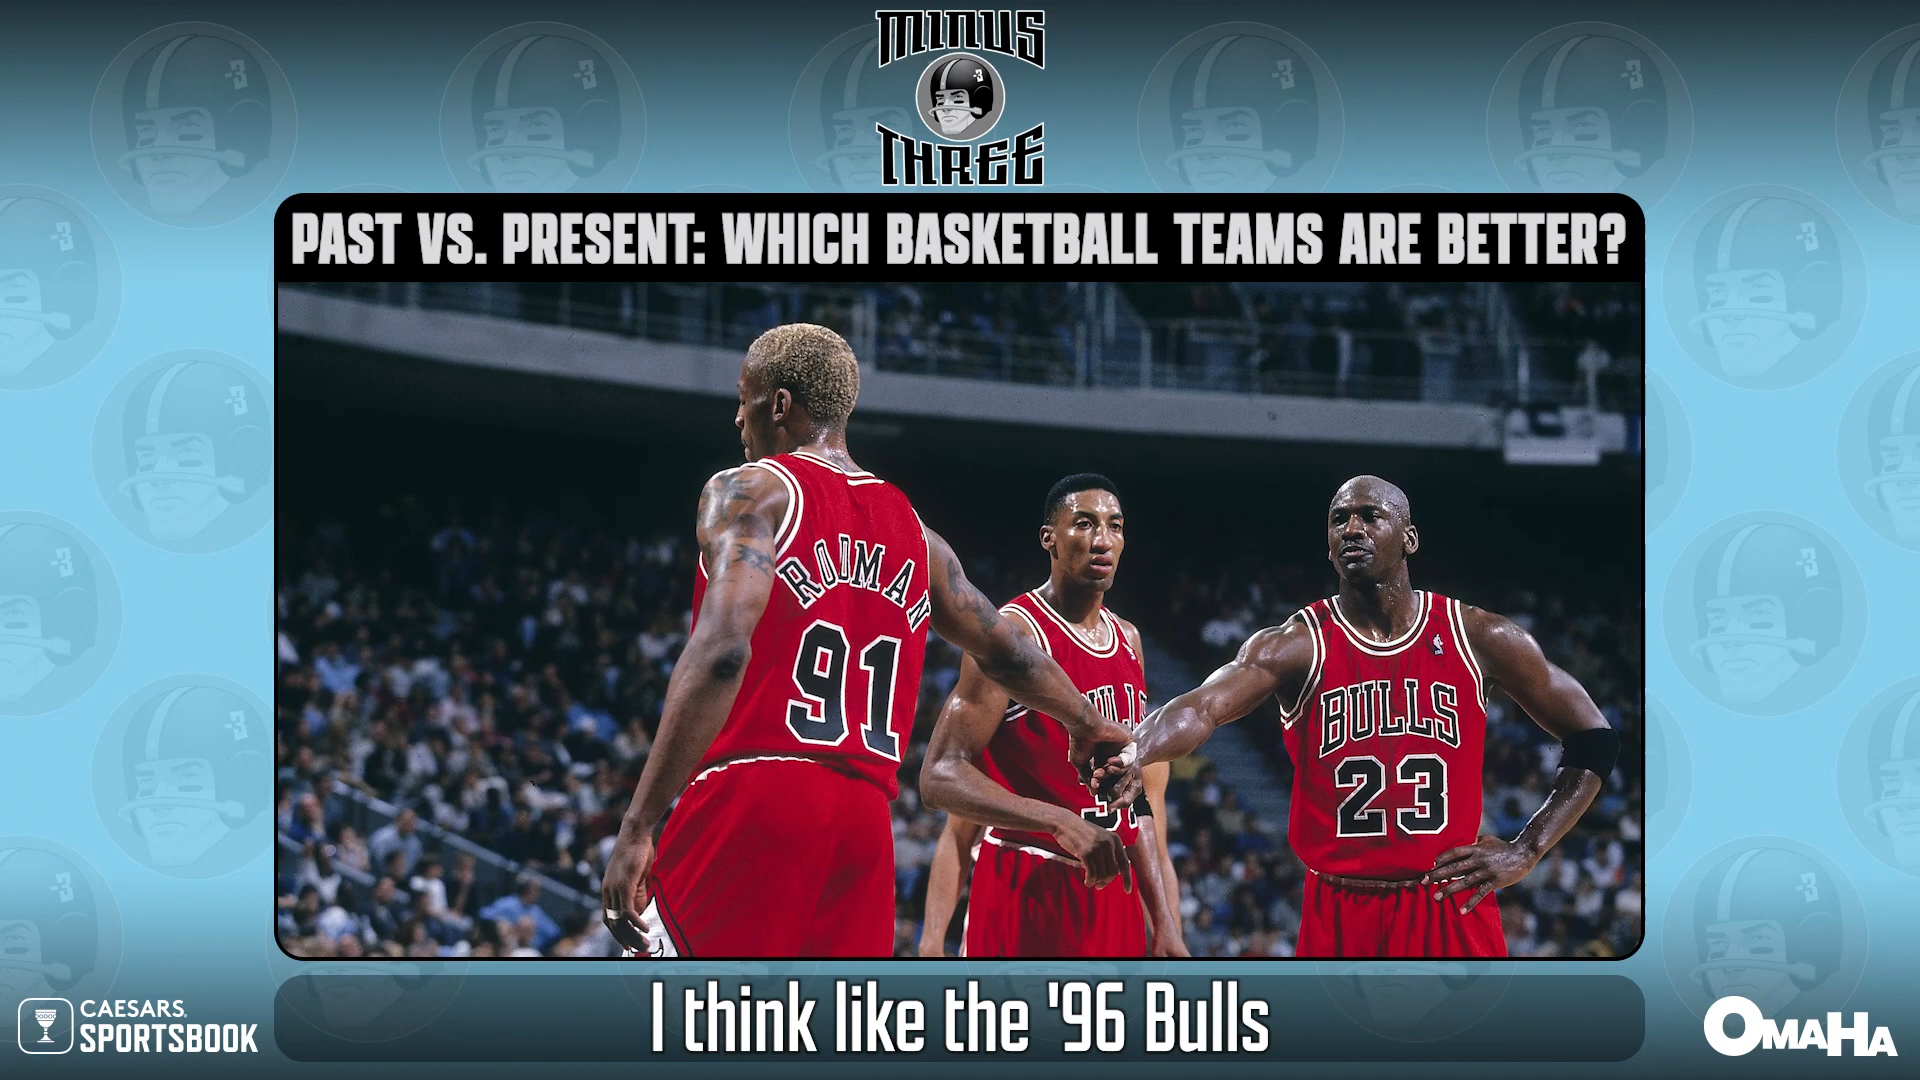 MINUS
-3
THREE
PAST VS. PRESENT: WHICH BASKETBALL TEAMS ARE BETTER?
RODMAN
91
BULLS
23
I think like the '96 Bulls
CAESARS
SPORTSBOOK
OMAHA